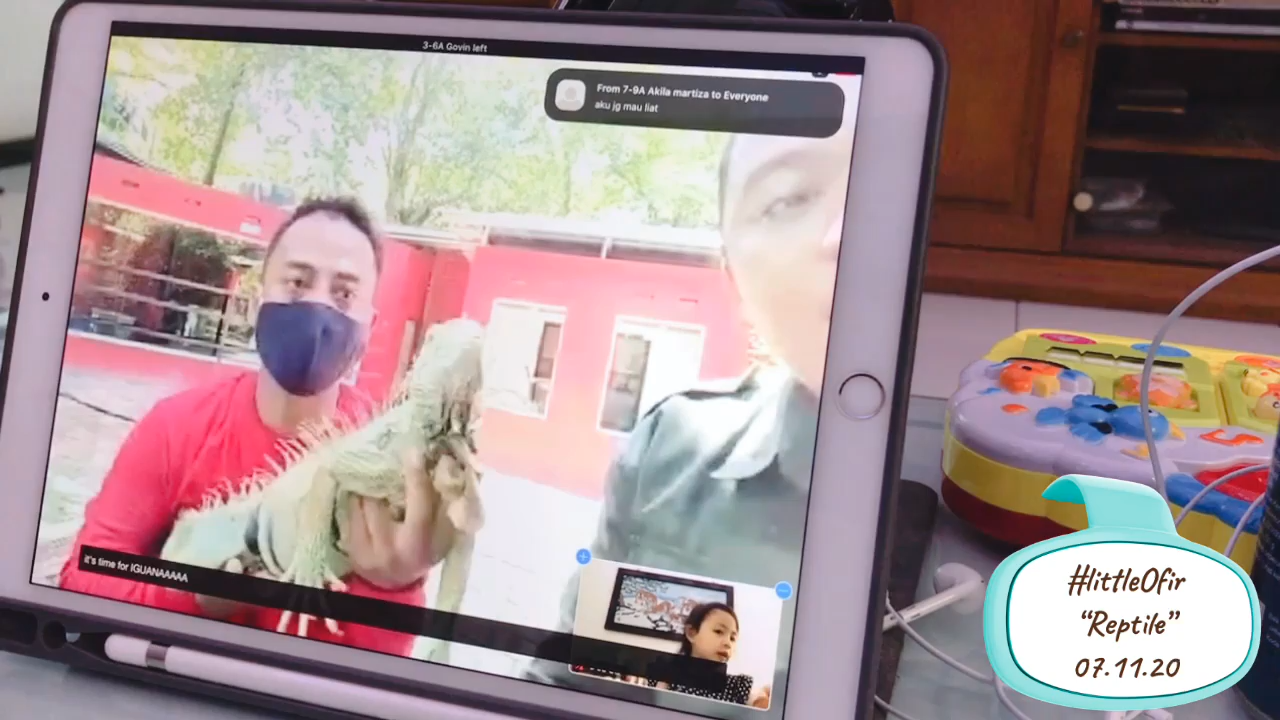 3-6A Govin left
From 7-9A Akila martiza to Everyone
aku jg mau liat
it's time for IGUANAAAAA
#littleOfir
“Reptile”
07.11.20